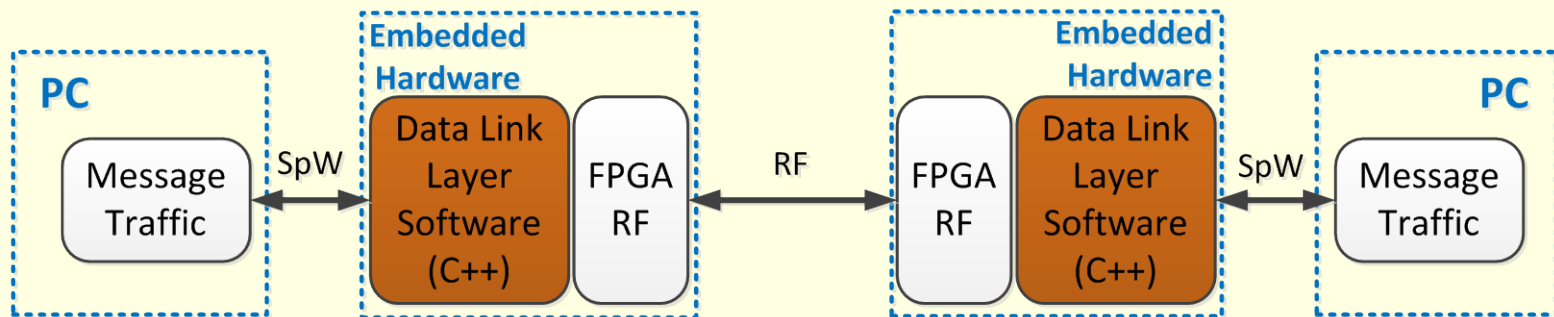 PC
Message
Traffic
SpW
Embedded
Hardware
Data Link
Layer
Software
(C++)
FPGA
RF
RF
Embedded
Hardware
FPGA
RF
Data Link
Layer
Software
(C++)
SpW
PC
Message
Traffic